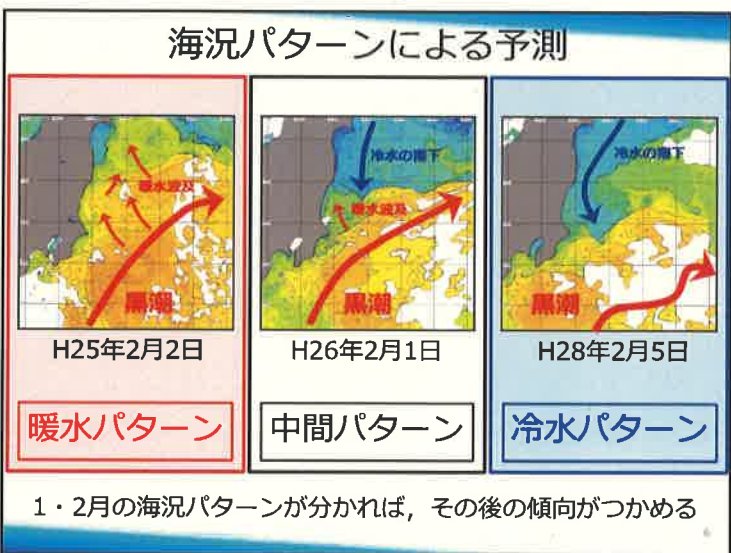 海況パターンによる予測
暖水波及
黒潮
H25年2月2日
暖水パターン
冷水の南下
暖水波及
黒潮
H26年2月1日
中間パターン
冷水の南下
黒潮
H28年2月5日
冷水パターン
1・2月の海況パターンが分かれば，その後の傾向がつかめる
6